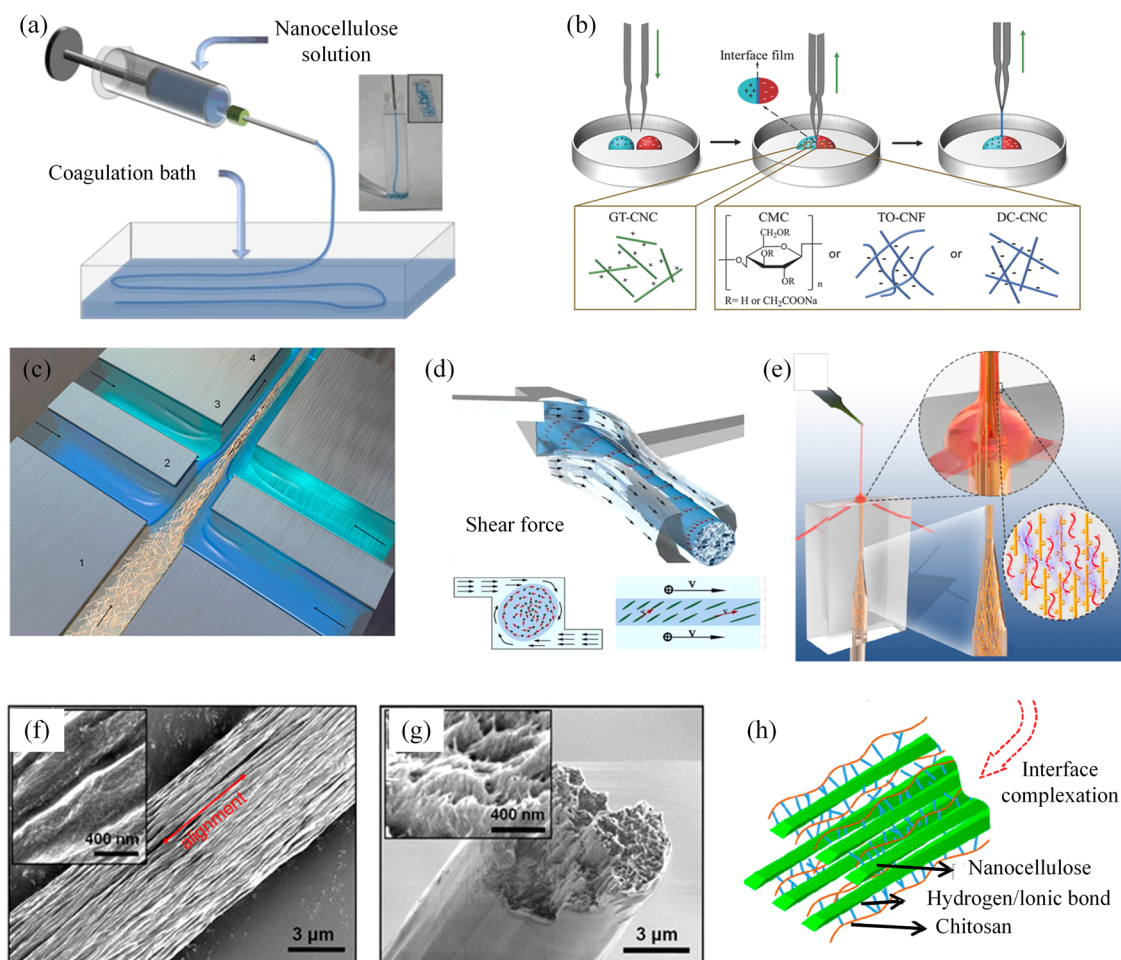 (a)
Nanocellulose
solution
Coagulation bath
(b)
Interface film
GT-CNC
CMC
CH₂OR
O
OR
O
OR
n
R= H or CH₂COONa
or
TO-CNF
or
DC-CNC
(c)
1
2
3
4
(d)
Shear force
v
v
(e)
(f)
400 nm
alignment
3 μm
(g)
400 nm
3 μm
(h)
Interface
complexation
Nanocellulose
Hydrogen/Ionic bond
Chitosan